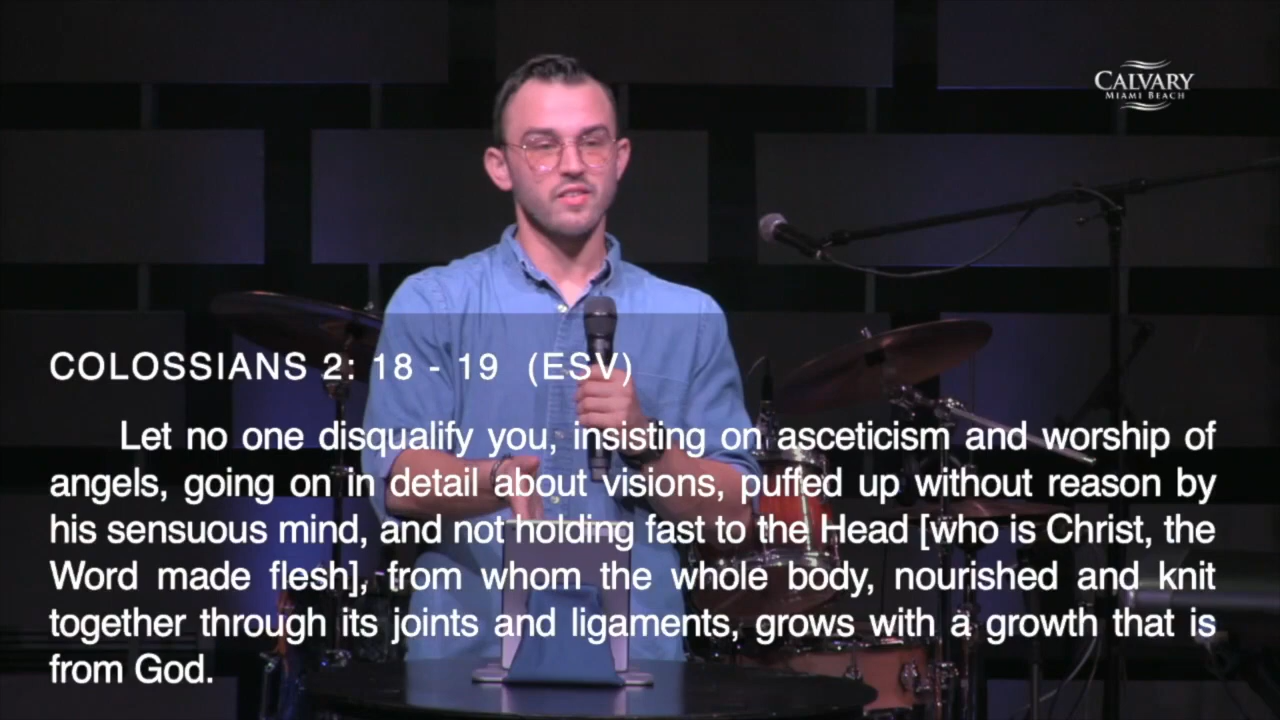 CALVARY
MIAMI BEACH
COLOSSIANS 2: 18 - 19 (ESV)
Let no one disqualify you, insisting on asceticism and worship of
angels, going on in detail about visions, puffed up without reason by
his sensuous mind, and not holding fast to the Head [who is Christ, the
Word made flesh], from whom the whole body, nourished and knit
together through its joints and ligaments, grows with a growth that is
from God.